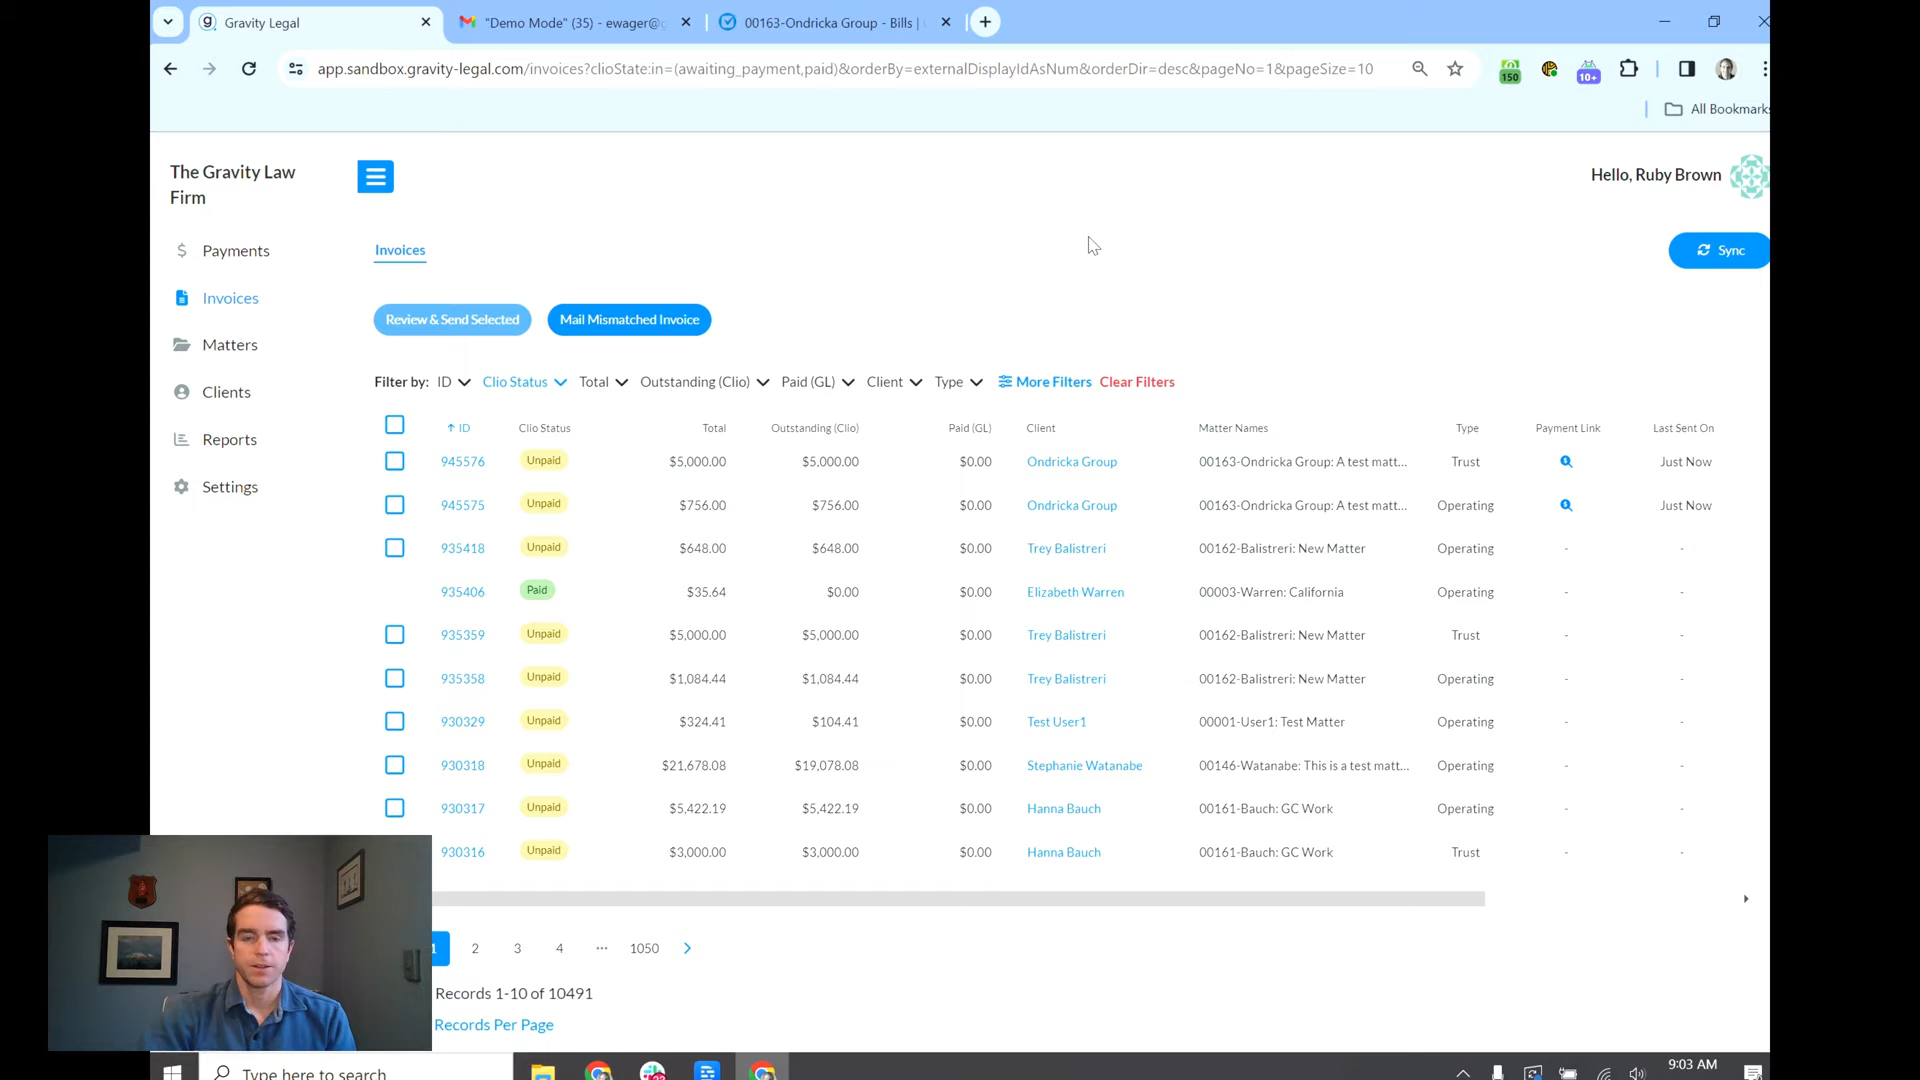 Gravity Legal
"Demo Mode" (35) - ewager@g
00163-Ondricka Group - Bills |
app.sandbox.gravity-legal.com/invoices?clioState:in=(awaiting_payment,paid)&orderBy=externalDisplayIdAsNum&orderDir=desc&pageNo=1&pageSize=10
150
10+
All Bookmarks
The Gravity Law
Firm
Hello, Ruby Brown
Payments
Invoices
Matters
Clients
Reports
Settings
Invoices
Sync
Review & Send Selected
Mail Mismatched Invoice
Filter by: ID Clio Status Total Outstanding (Clio) Paid (GL) Client Type More Filters Clear Filters
↑ ID Clio Status Total Outstanding (Clio) Paid (GL) Client Matter Names Type Payment Link Last Sent On
945576 Unpaid $5,000.00 $5,000.00 $0.00 Ondricka Group 00163-Ondricka Group: A test matt... Trust Just Now
945575 Unpaid $756.00 $756.00 $0.00 Ondricka Group 00163-Ondricka Group: A test matt... Operating Just Now
935418 Unpaid $648.00 $648.00 $0.00 Trey Balistreri 00162-Balistreri: New Matter Operating - -
935406 Paid $35.64 $0.00 $0.00 Elizabeth Warren 00003-Warren: California Operating - -
935359 Unpaid $5,000.00 $5,000.00 $0.00 Trey Balistreri 00162-Balistreri: New Matter Trust - -
935358 Unpaid $1,084.44 $1,084.44 $0.00 Trey Balistreri 00162-Balistreri: New Matter Operating - -
930329 Unpaid $324.41 $104.41 $0.00 Test User1 00001-User1: Test Matter Operating - -
930318 Unpaid $21,678.08 $19,078.08 $0.00 Stephanie Watanabe 00146-Watanabe: This is a test matt... Operating - -
930317 Unpaid $5,422.19 $5,422.19 $0.00 Hanna Bauch 00161-Bauch: GC Work Operating - -
930316 Unpaid $3,000.00 $3,000.00 $0.00 Hanna Bauch 00161-Bauch: GC Work Trust - -
1 2 3 4 ... 1050
Records 1-10 of 10491
Records Per Page
Type here to search
9:03 AM